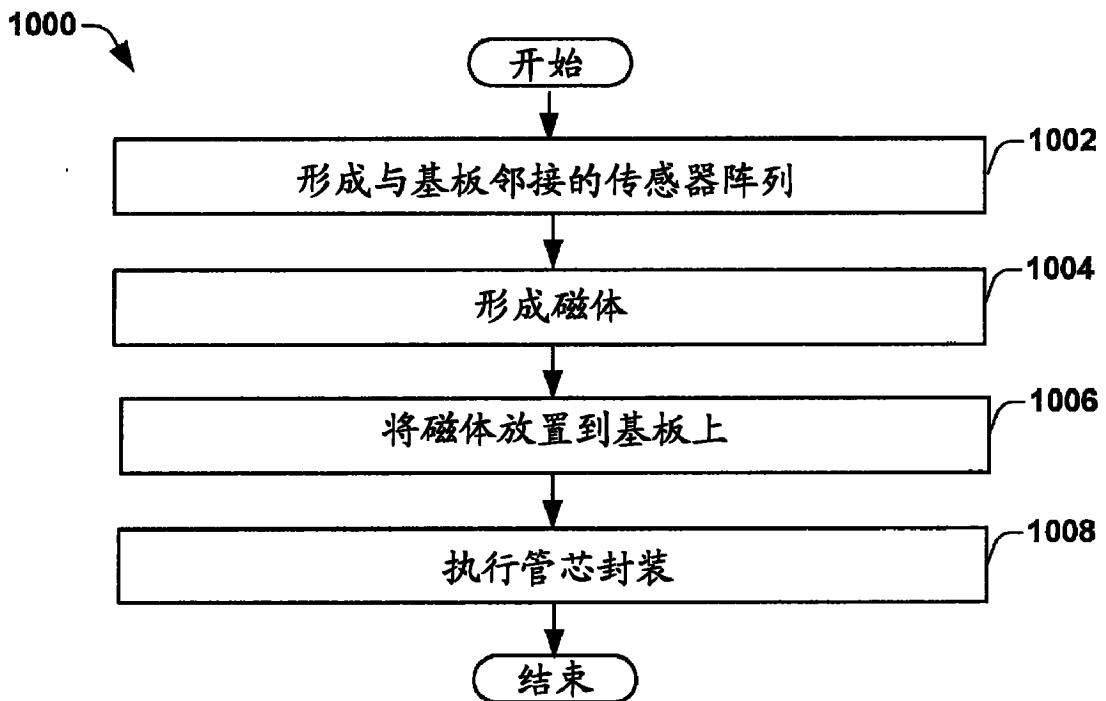 1000
开始
1002
形成与基板邻接的传感器阵列
1004
形成磁体
1006
将磁体放置到基板上
1008
执行管芯封装
结束